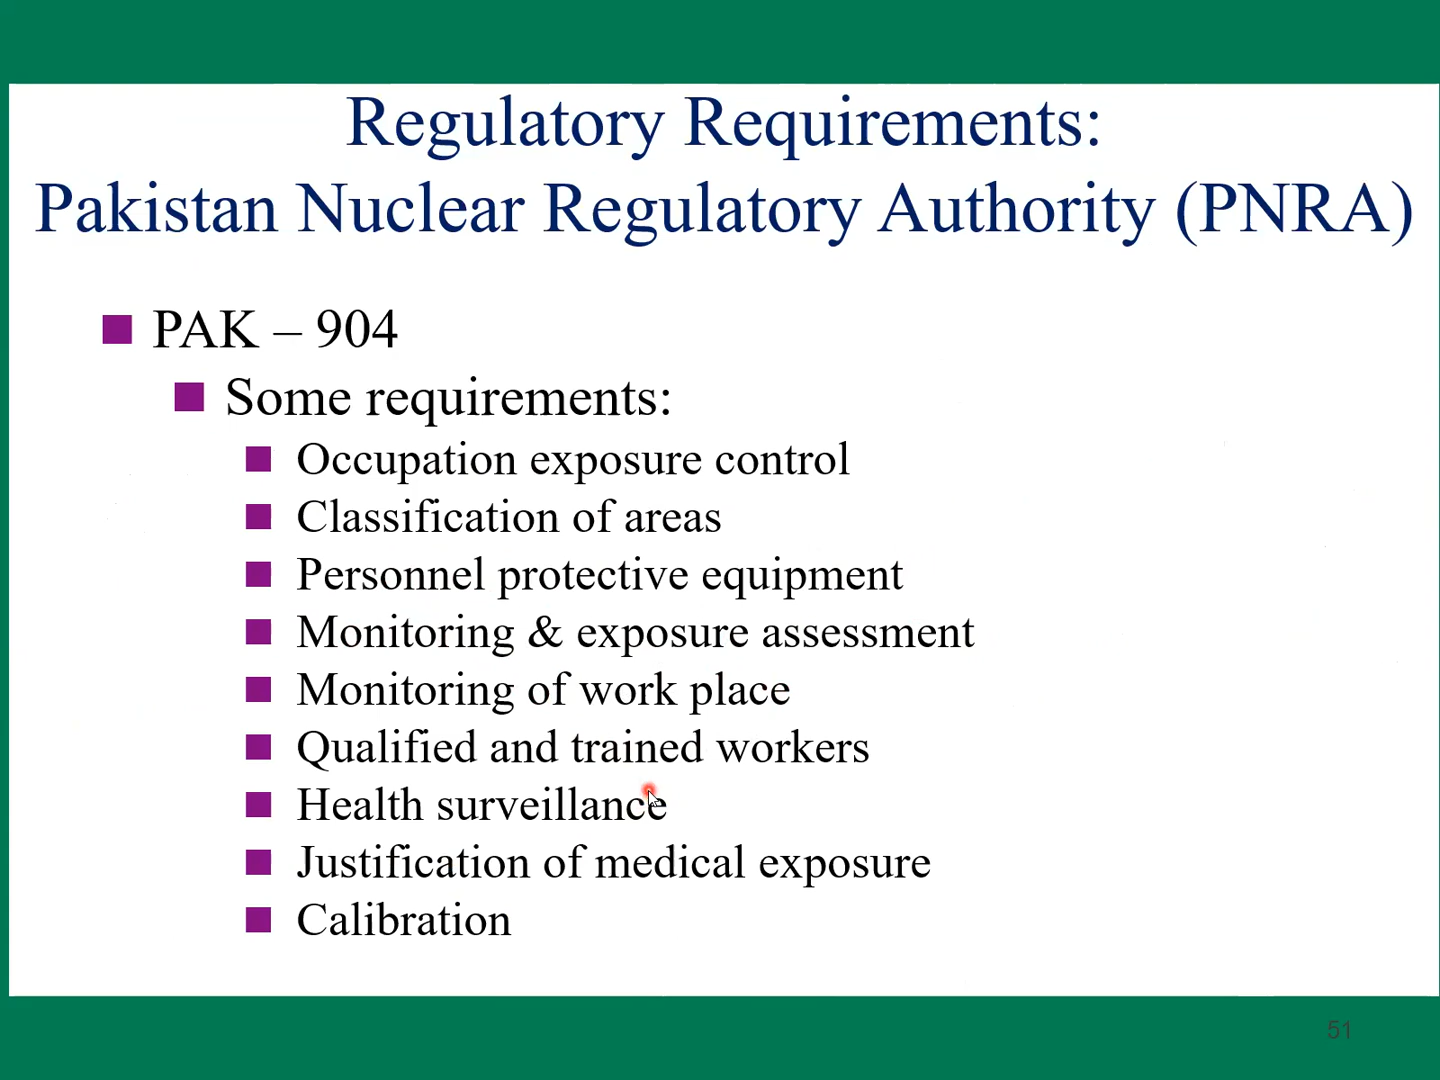 Regulatory Requirements:
Pakistan Nuclear Regulatory Authority (PNRA)
PAK – 904
Some requirements:
Occupation exposure control
Classification of areas
Personnel protective equipment
Monitoring & exposure assessment
Monitoring of work place
Qualified and trained workers
Health surveillance
Justification of medical exposure
Calibration
51